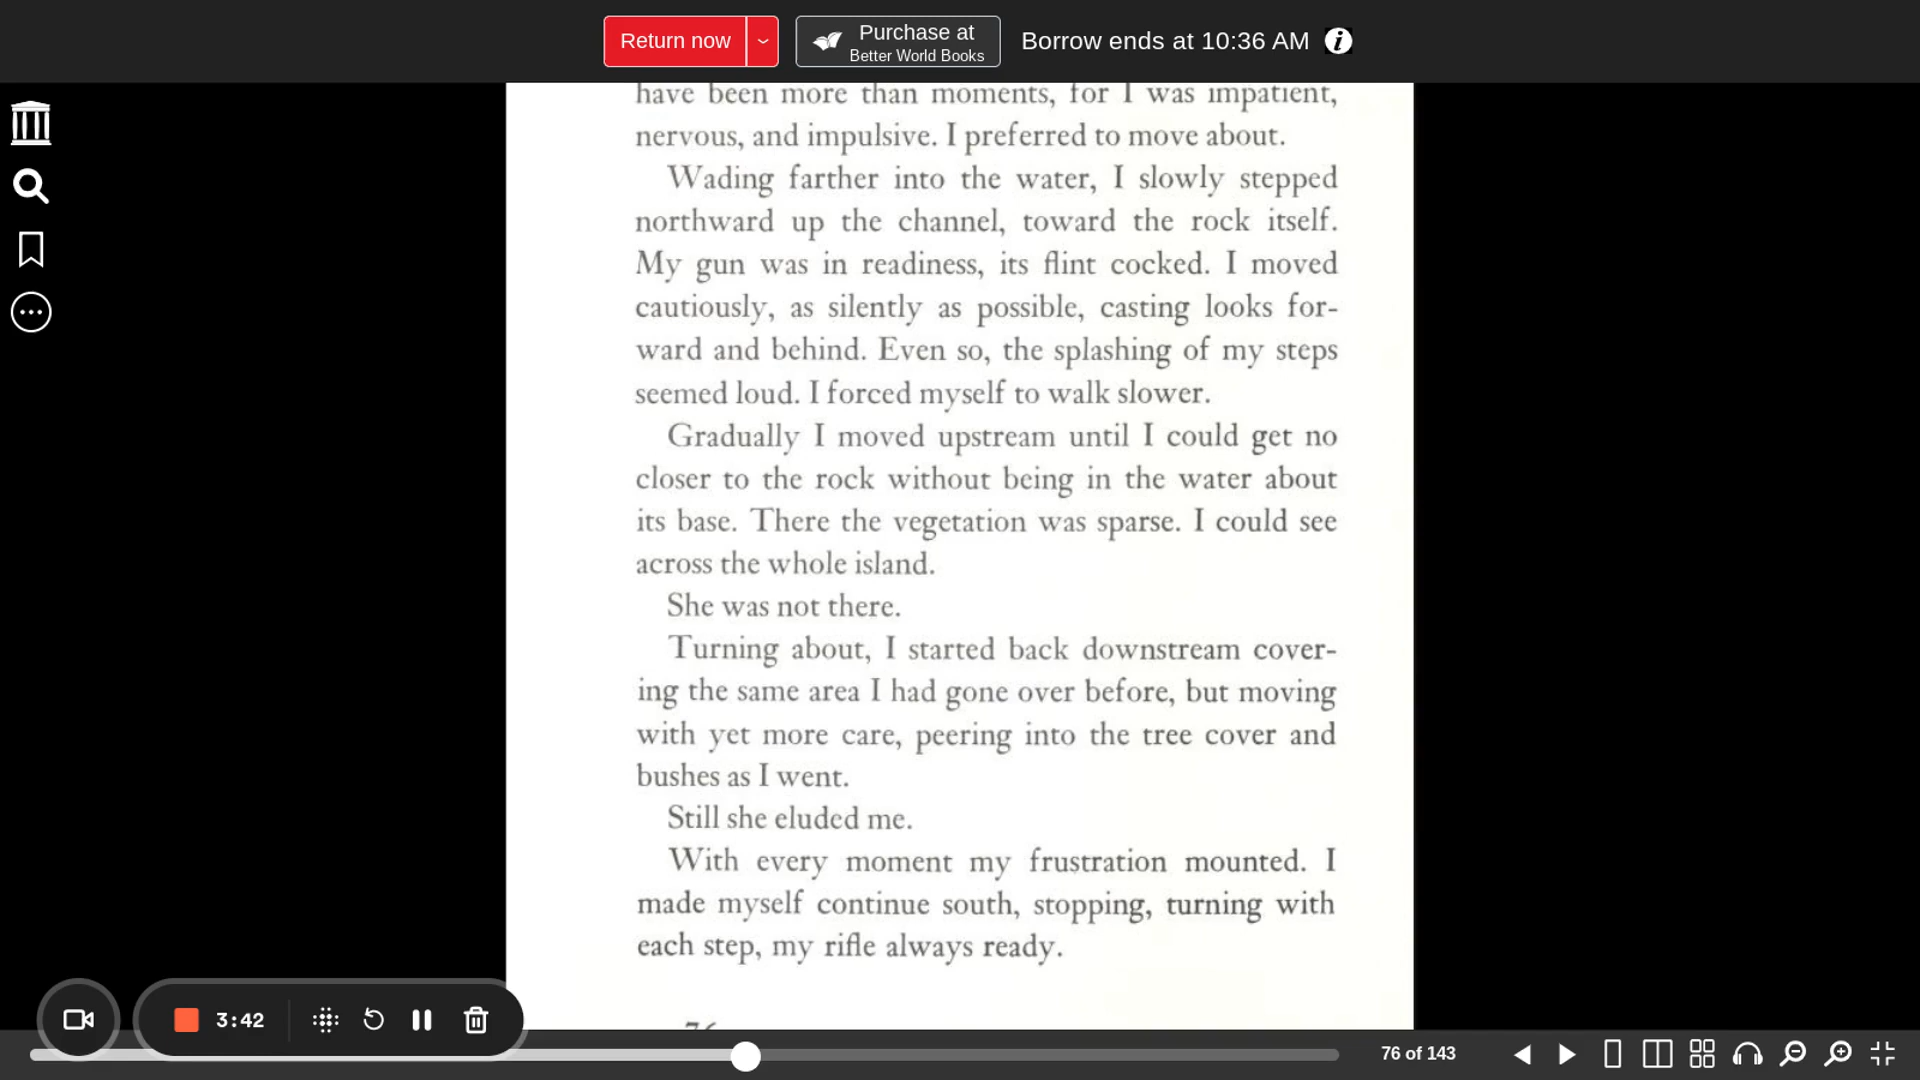 Return now
Purchase at
Better World Books
Borrow ends at 10:36 AM
have been more than moments, for I was impatient,
nervous, and impulsive. I preferred to move about.
Wading farther into the water, I slowly stepped
northward up the channel, toward the rock itself.
My gun was in readiness, its flint cocked. I moved
cautiously, as silently as possible, casting looks for-
ward and behind. Even so, the splashing of my steps
seemed loud. I forced myself to walk slower.
Gradually I moved upstream until I could get no
closer to the rock without being in the water about
its base. There the vegetation was sparse. I could see
across the whole island.
She was not there.
Turning about, I started back downstream cover-
ing the same area I had gone over before, but moving
with yet more care, peering into the tree cover and
bushes as I went.
Still she eluded me.
With every moment my frustration mounted. I
made myself continue south, stopping, turning with
each step, my rifle always ready.
76
3:42
76 of 143